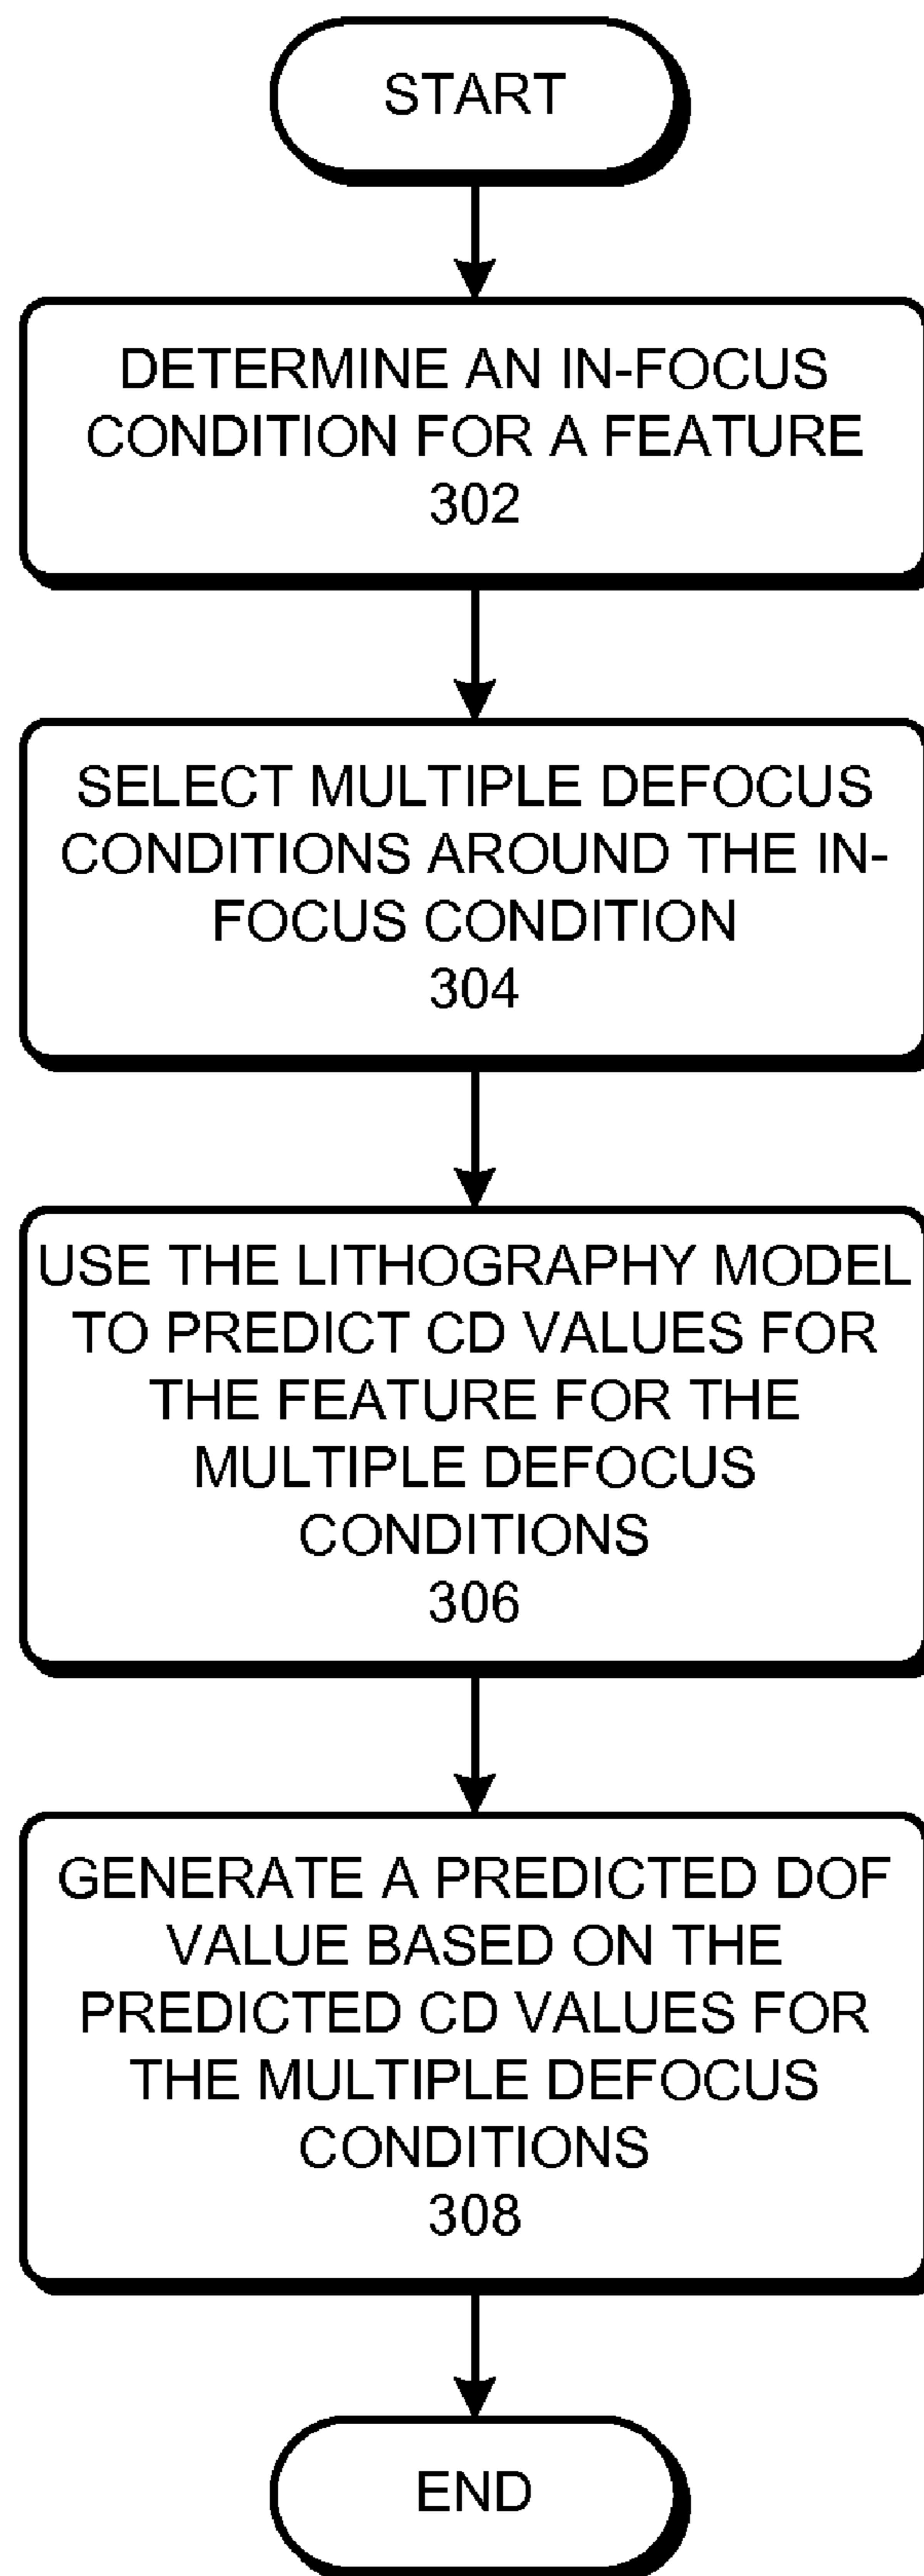 START
DETERMINE AN IN-FOCUS
CONDITION FOR A FEATURE
302
SELECT MULTIPLE DEFOCUS
CONDITIONS AROUND THE IN-
FOCUS CONDITION
304
USE THE LITHOGRAPHY MODEL
TO PREDICT CD VALUES FOR
THE FEATURE FOR THE
MULTIPLE DEFOCUS
CONDITIONS
306
GENERATE A PREDICTED DOF
VALUE BASED ON THE
PREDICTED CD VALUES FOR
THE MULTIPLE DEFOCUS
CONDITIONS
308
END